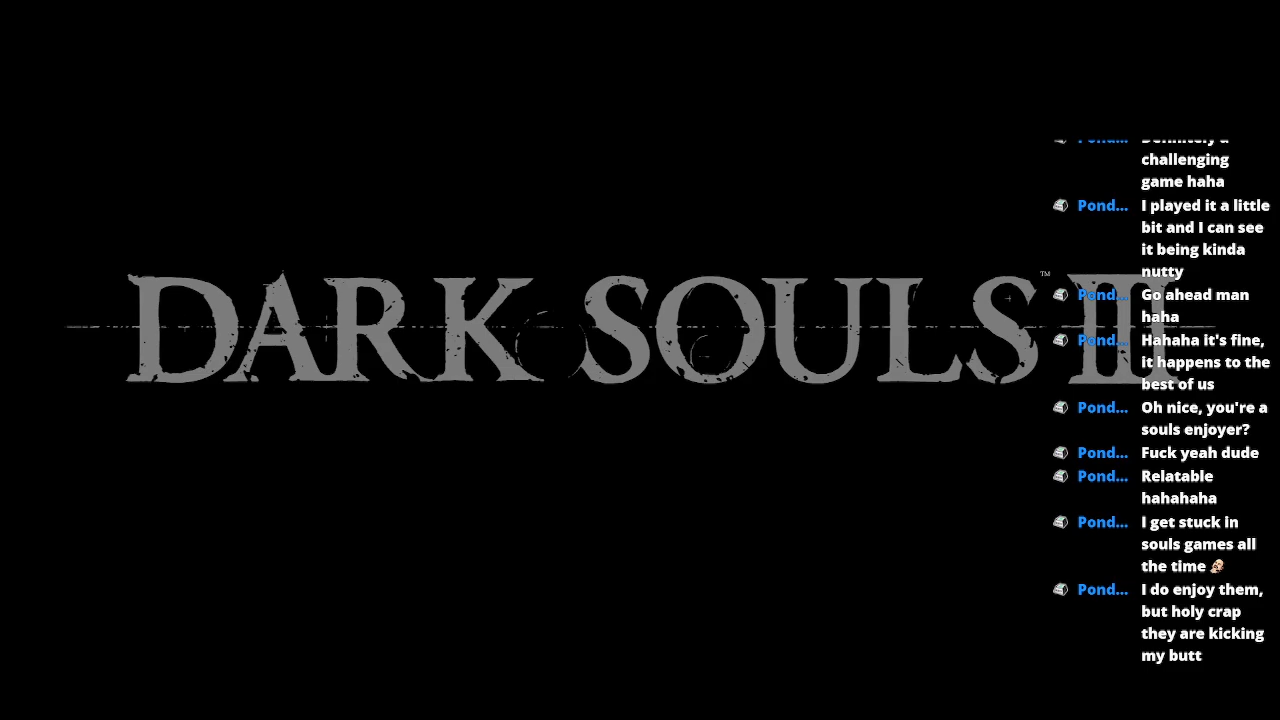 DARK SOULS™ III
Pond... Definitely a
challenging
game haha
Pond... I played it a little
bit and I can see
it being kinda
nutty
Pond... Go ahead man
haha
Pond... Hahaha it's fine,
it happens to the
best of us
Pond... Oh nice, you're a
souls enjoyer?
Pond... Fuck yeah dude
Pond... Relatable
hahahaha
Pond... I get stuck in
souls games all
the time
Pond... I do enjoy them,
but holy crap
they are kicking
my butt